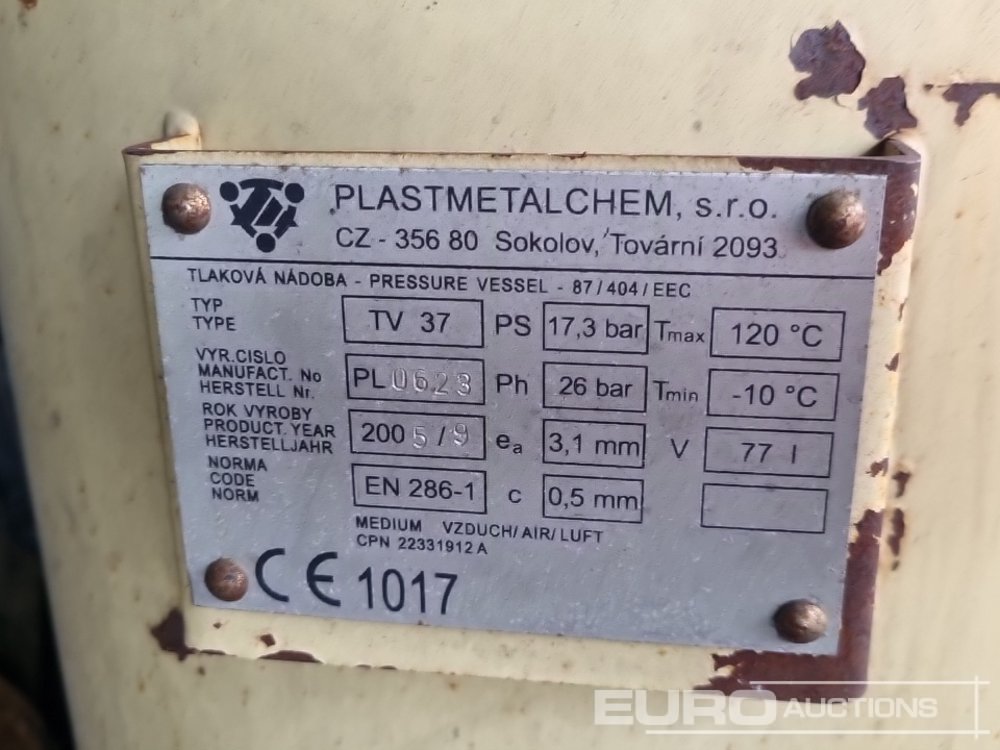 PLASTMETALCHEM, s.r.o.
CZ - 356 80 Sokolov, Tovární 2093
TLAKOVÁ NÁDOBA - PRESSURE VESSEL - 87/404/EEC
TYP
TYPE
TV 37
PS 17,3 bar
Tmax 120 °C
VYR.CISLO
MANUFACT. No
HERSTELL Nr.
PL 0623
Ph 26 bar
Tmin -10 °C
ROK VYROBY
PRODUCT. YEAR
HERSTELLJAHR
2005/9
ea 3,1 mm
V 77 l
NORMA
CODE
NORM
EN 286-1
c 0,5 mm
MEDIUM VZDUCH/AIR/LUFT
CPN 22331912 A
CE 1017
EURO AUCTIONS